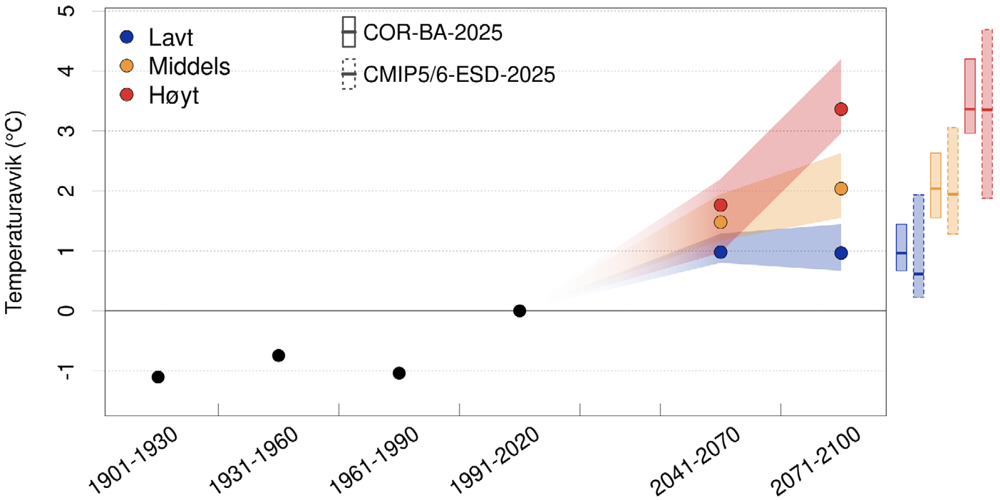 Temperaturavvik (°C)
5
4
3
2
1
0
-1
Lavt
Middels
Høyt
COR-BA-2025
CMIP5/6-ESD-2025
1901-1930
1931-1960
1961-1990
1991-2020
2041-2070
2071-2100